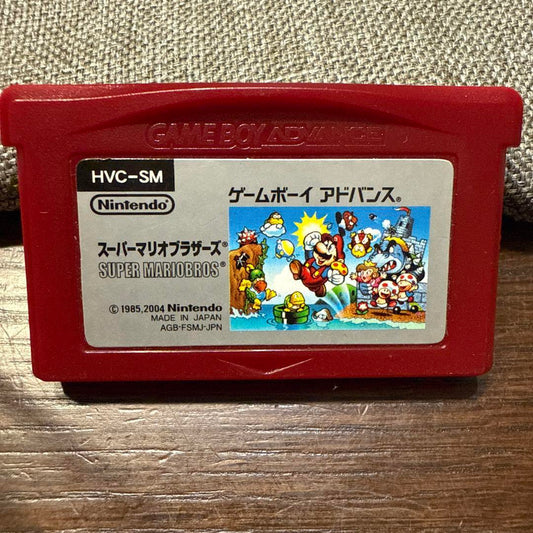 GAME BOY ADVANCE
HVC-SM
Nintendo®
ゲームボーイ アドバンス®
スーパーマリオブラザーズ®
SUPER MARIOBROS®
© 1985,2004 Nintendo
MADE IN JAPAN
AGB-FSMJ-JPN